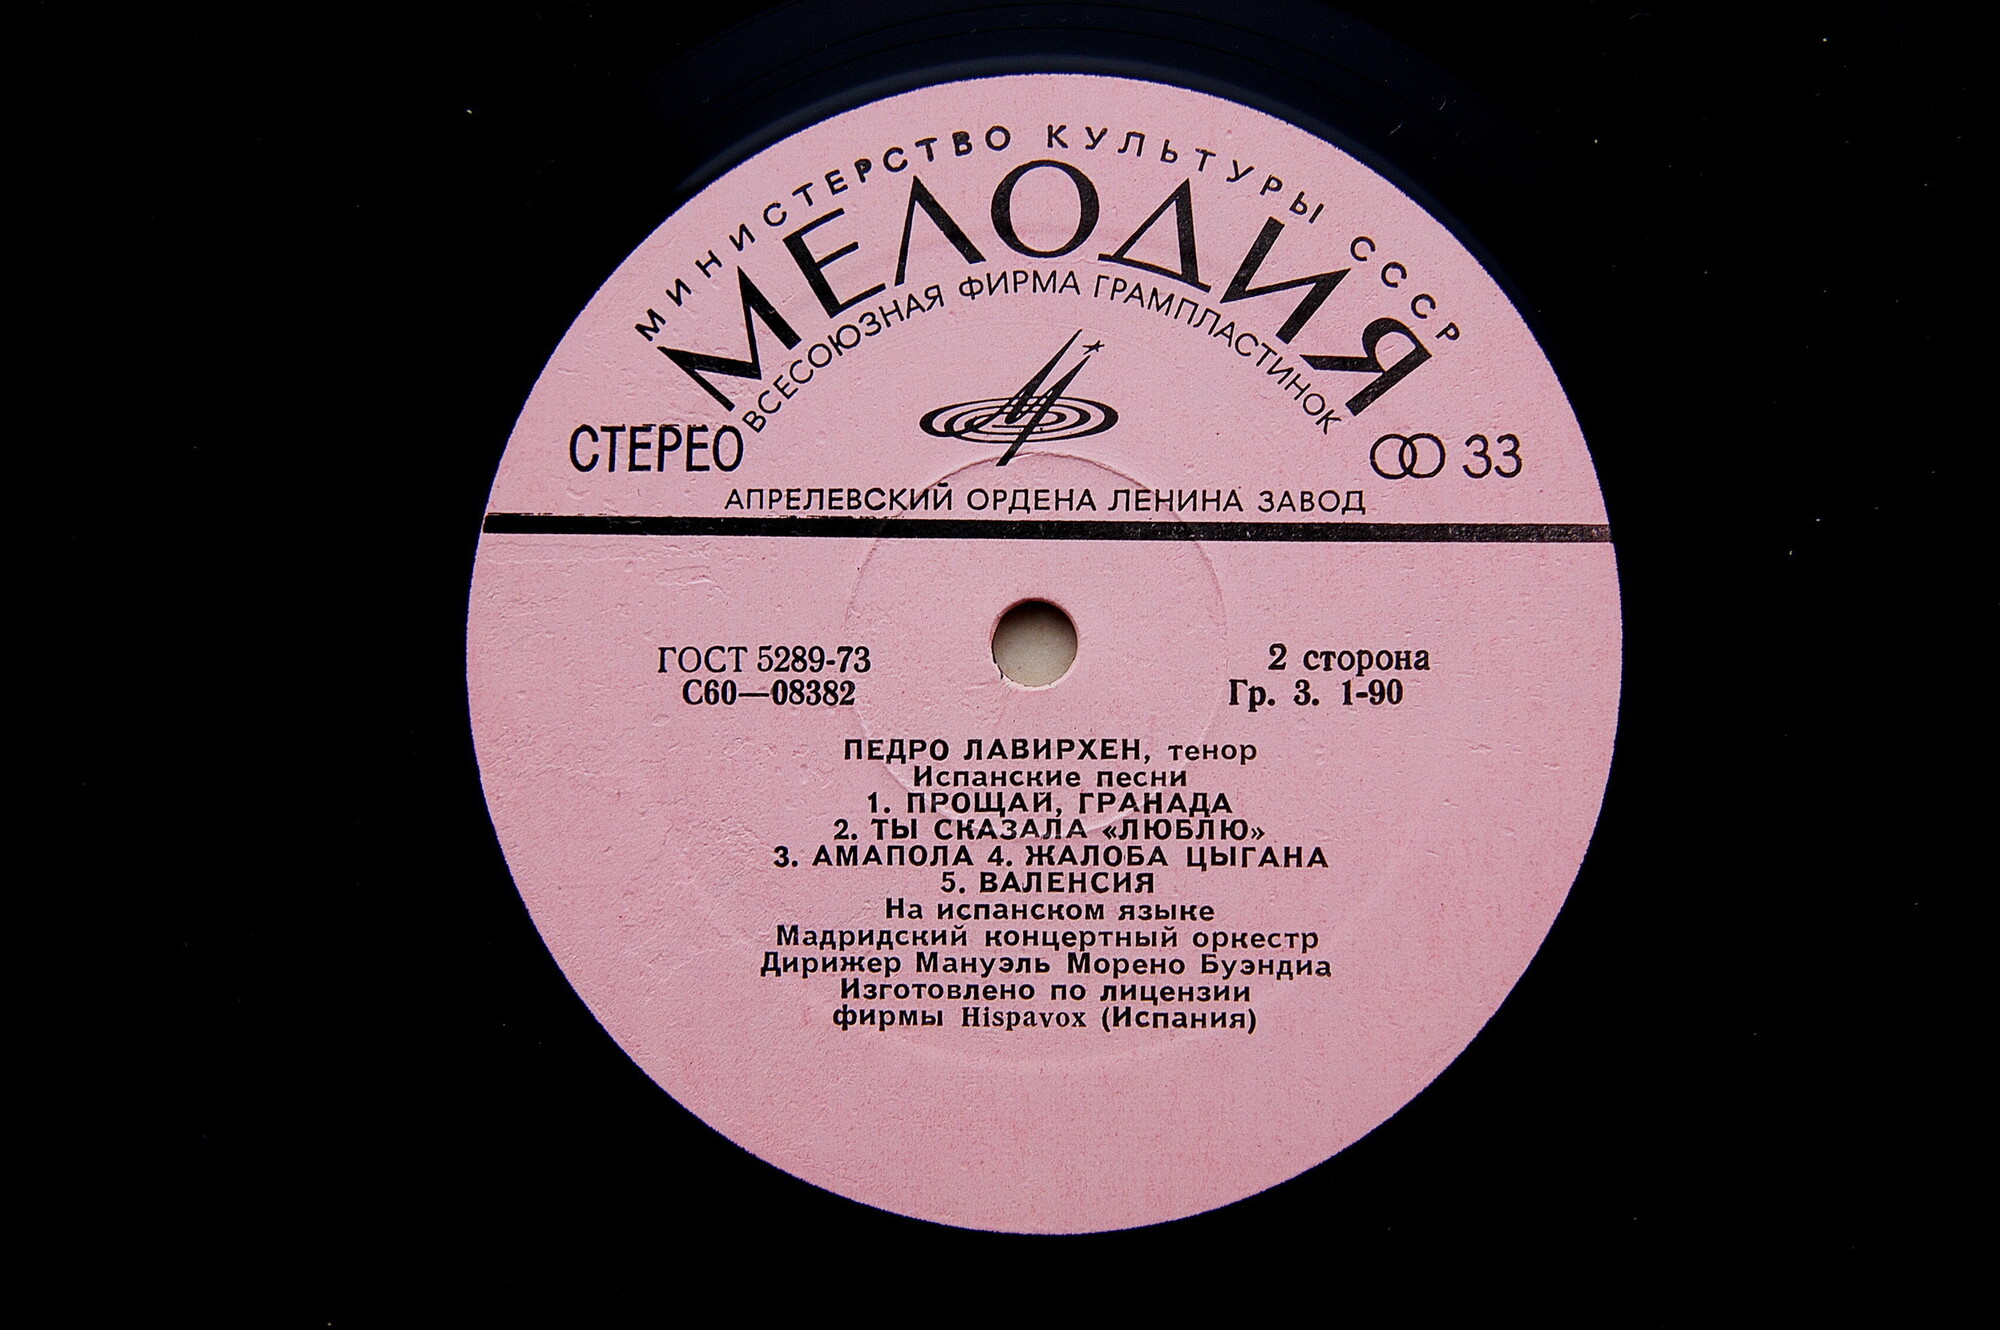 МИНИСТЕРСТВО КУЛЬТУРЫ СССР
МЕЛОДИЯ
ВСЕСОЮЗНАЯ ФИРМА ГРАМПЛАСТИНОК
СТЕРЕО
33
АПРЕЛЕВСКИЙ ОРДЕНА ЛЕНИНА ЗАВОД
ГОСТ 5289-73
С60—08382
2 сторона
Гр. 3. 1-90
ПЕДРО ЛАВИРХЕН, тенор
Испанские песни
1. ПРОЩАЙ, ГРАНАДА
2. ТЫ СКАЗАЛА «ЛЮБЛЮ»
3. АМАПОЛА 4. ЖАЛОБА ЦЫГАНА
5. ВАЛЕНСИЯ
На испанском языке
Мадридский концертный оркестр
Дирижер Мануэль Морено Буэндиа
Изготовлено по лицензии
фирмы Hispavox (Испания)